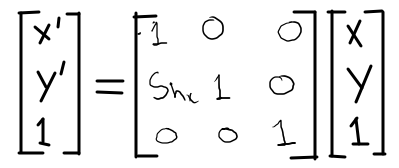 [x'] [1 0 0] [x]
[y'] = [Shx 1 0] [y]
[1] [0 0 1] [1]